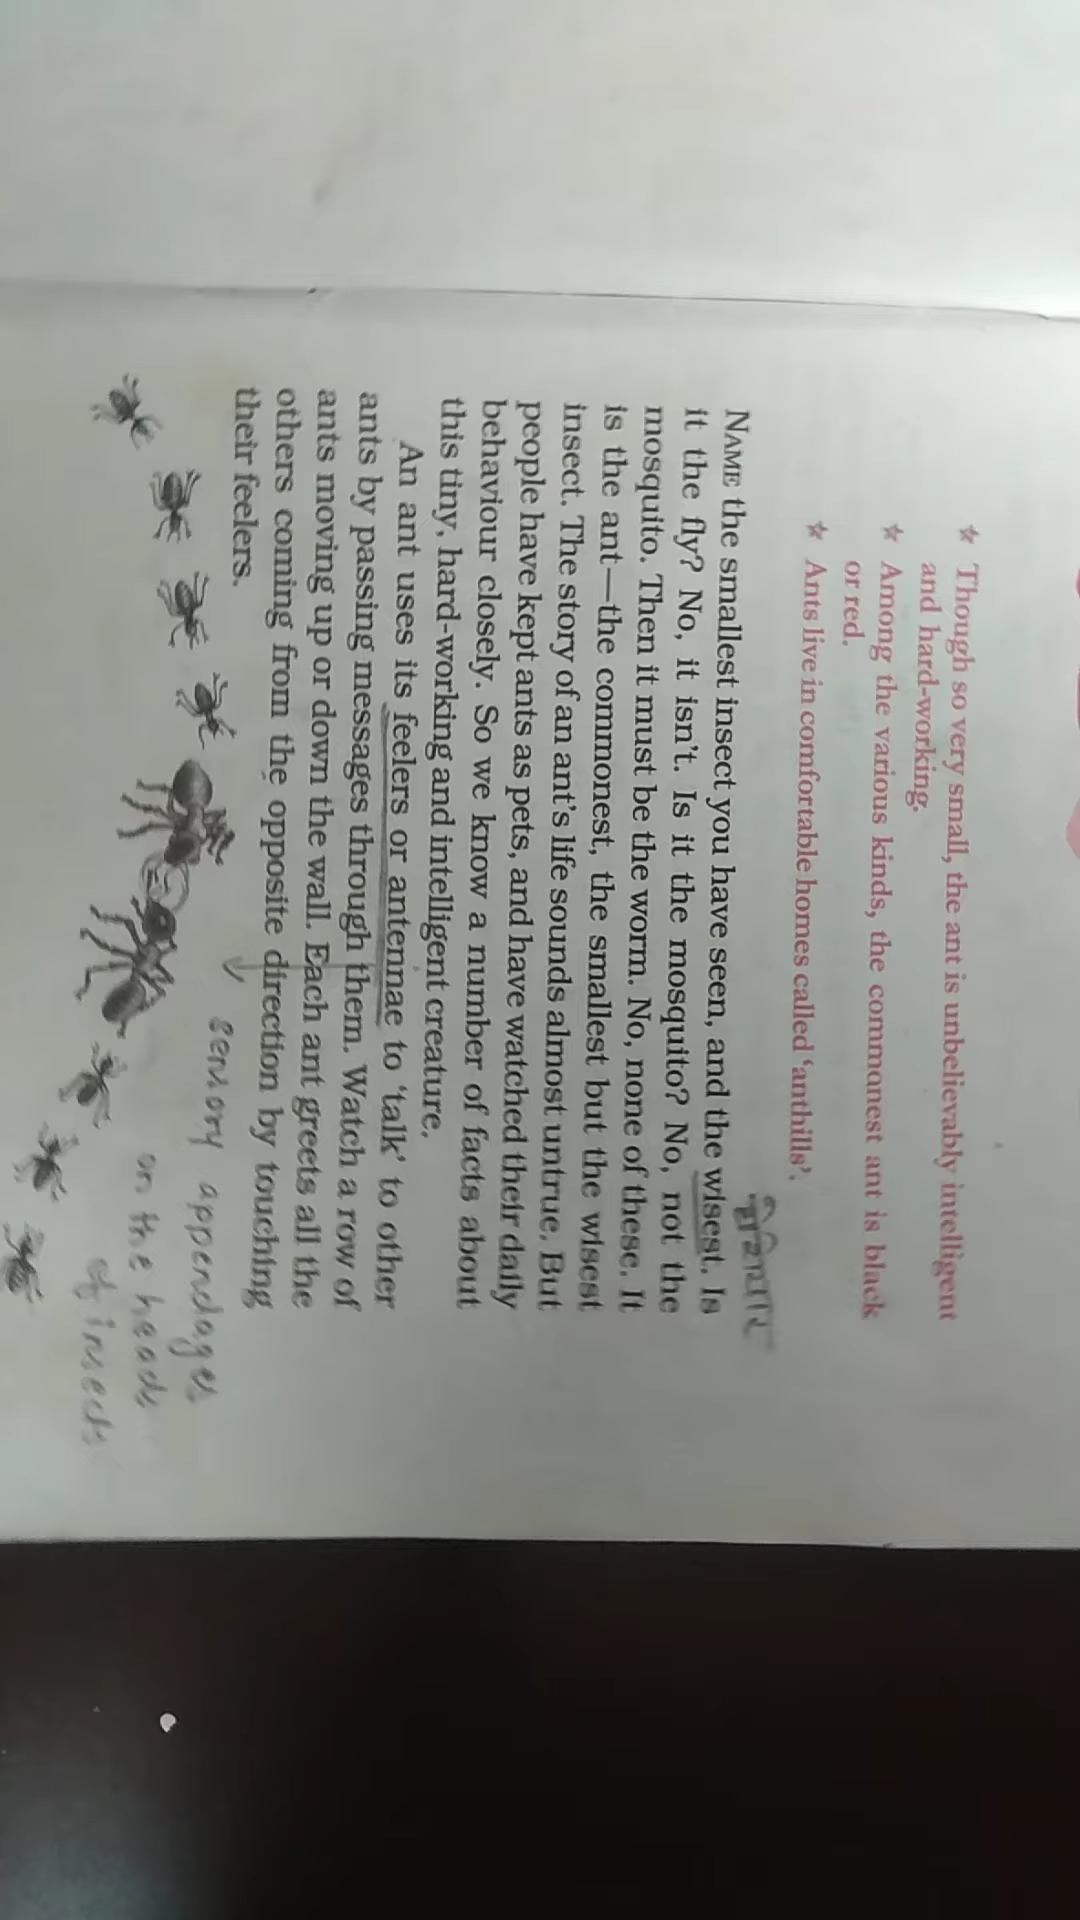 ★ Though so very small, the ant is unbelievably intelligent
and hard-working.
★ Among the various kinds, the commonest ant is black
or red.
★ Ants live in comfortable homes called ‘anthills’.
NAME the smallest insect you have seen, and the wisest. Is
it the fly? No, it isn't. Is it the mosquito? No, not the
mosquito. Then it must be the worm. No, none of these. It
is the ant—the commonest, the smallest but the wisest
insect. The story of an ant's life sounds almost untrue. But
people have kept ants as pets, and have watched their daily
behaviour closely. So we know a number of facts about
this tiny, hard-working and intelligent creature.
An ant uses its feelers or antennae to ‘talk’ to other
ants by passing messages through them. Watch a row of
ants moving up or down the wall. Each ant greets all the
others coming from the opposite direction by touching
their feelers.
sensory appendages
on the heads
of insects